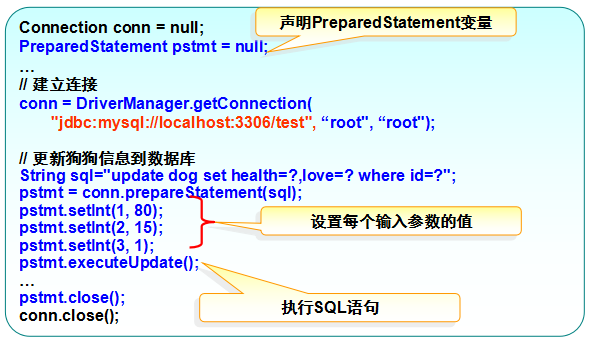 Connection conn = null;
声明PreparedStatement变量
PreparedStatement pstmt = null;
…
// 建立连接
conn = DriverManager.getConnection(
"jdbc:mysql://localhost:3306/test", “root", “root");
// 更新狗狗信息到数据库
String sql="update dog set health=?,love=? where id=?";
pstmt = conn.prepareStatement(sql);
pstmt.setInt(1, 80);
pstmt.setInt(2, 15);
设置每个输入参数的值
pstmt.setInt(3, 1);
pstmt.executeUpdate();
…
pstmt.close();
执行SQL语句
conn.close();